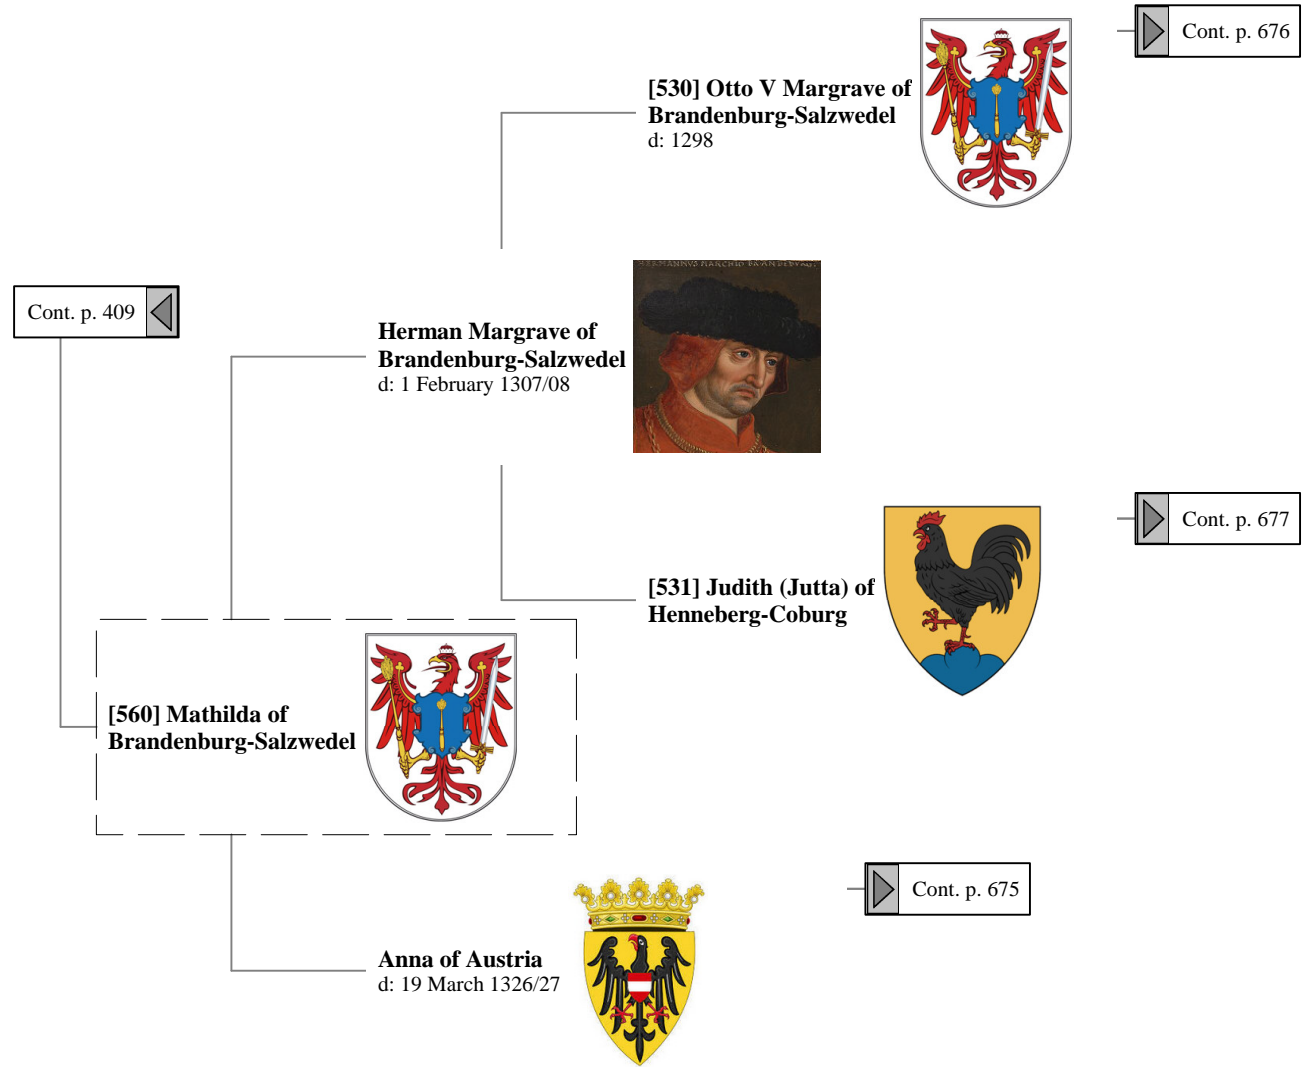 Cont. p. 676
[530] Otto V Margrave of
Brandenburg-Salzwedel
d: 1298
Cont. p. 409
Herman Margrave of
Brandenburg-Salzwedel
d: 1 February 1307/08
Cont. p. 677
[531] Judith (Jutta) of
Henneberg-Coburg
[560] Mathilda of
Brandenburg-Salzwedel
Cont. p. 675
Anna of Austria
d: 19 March 1326/27